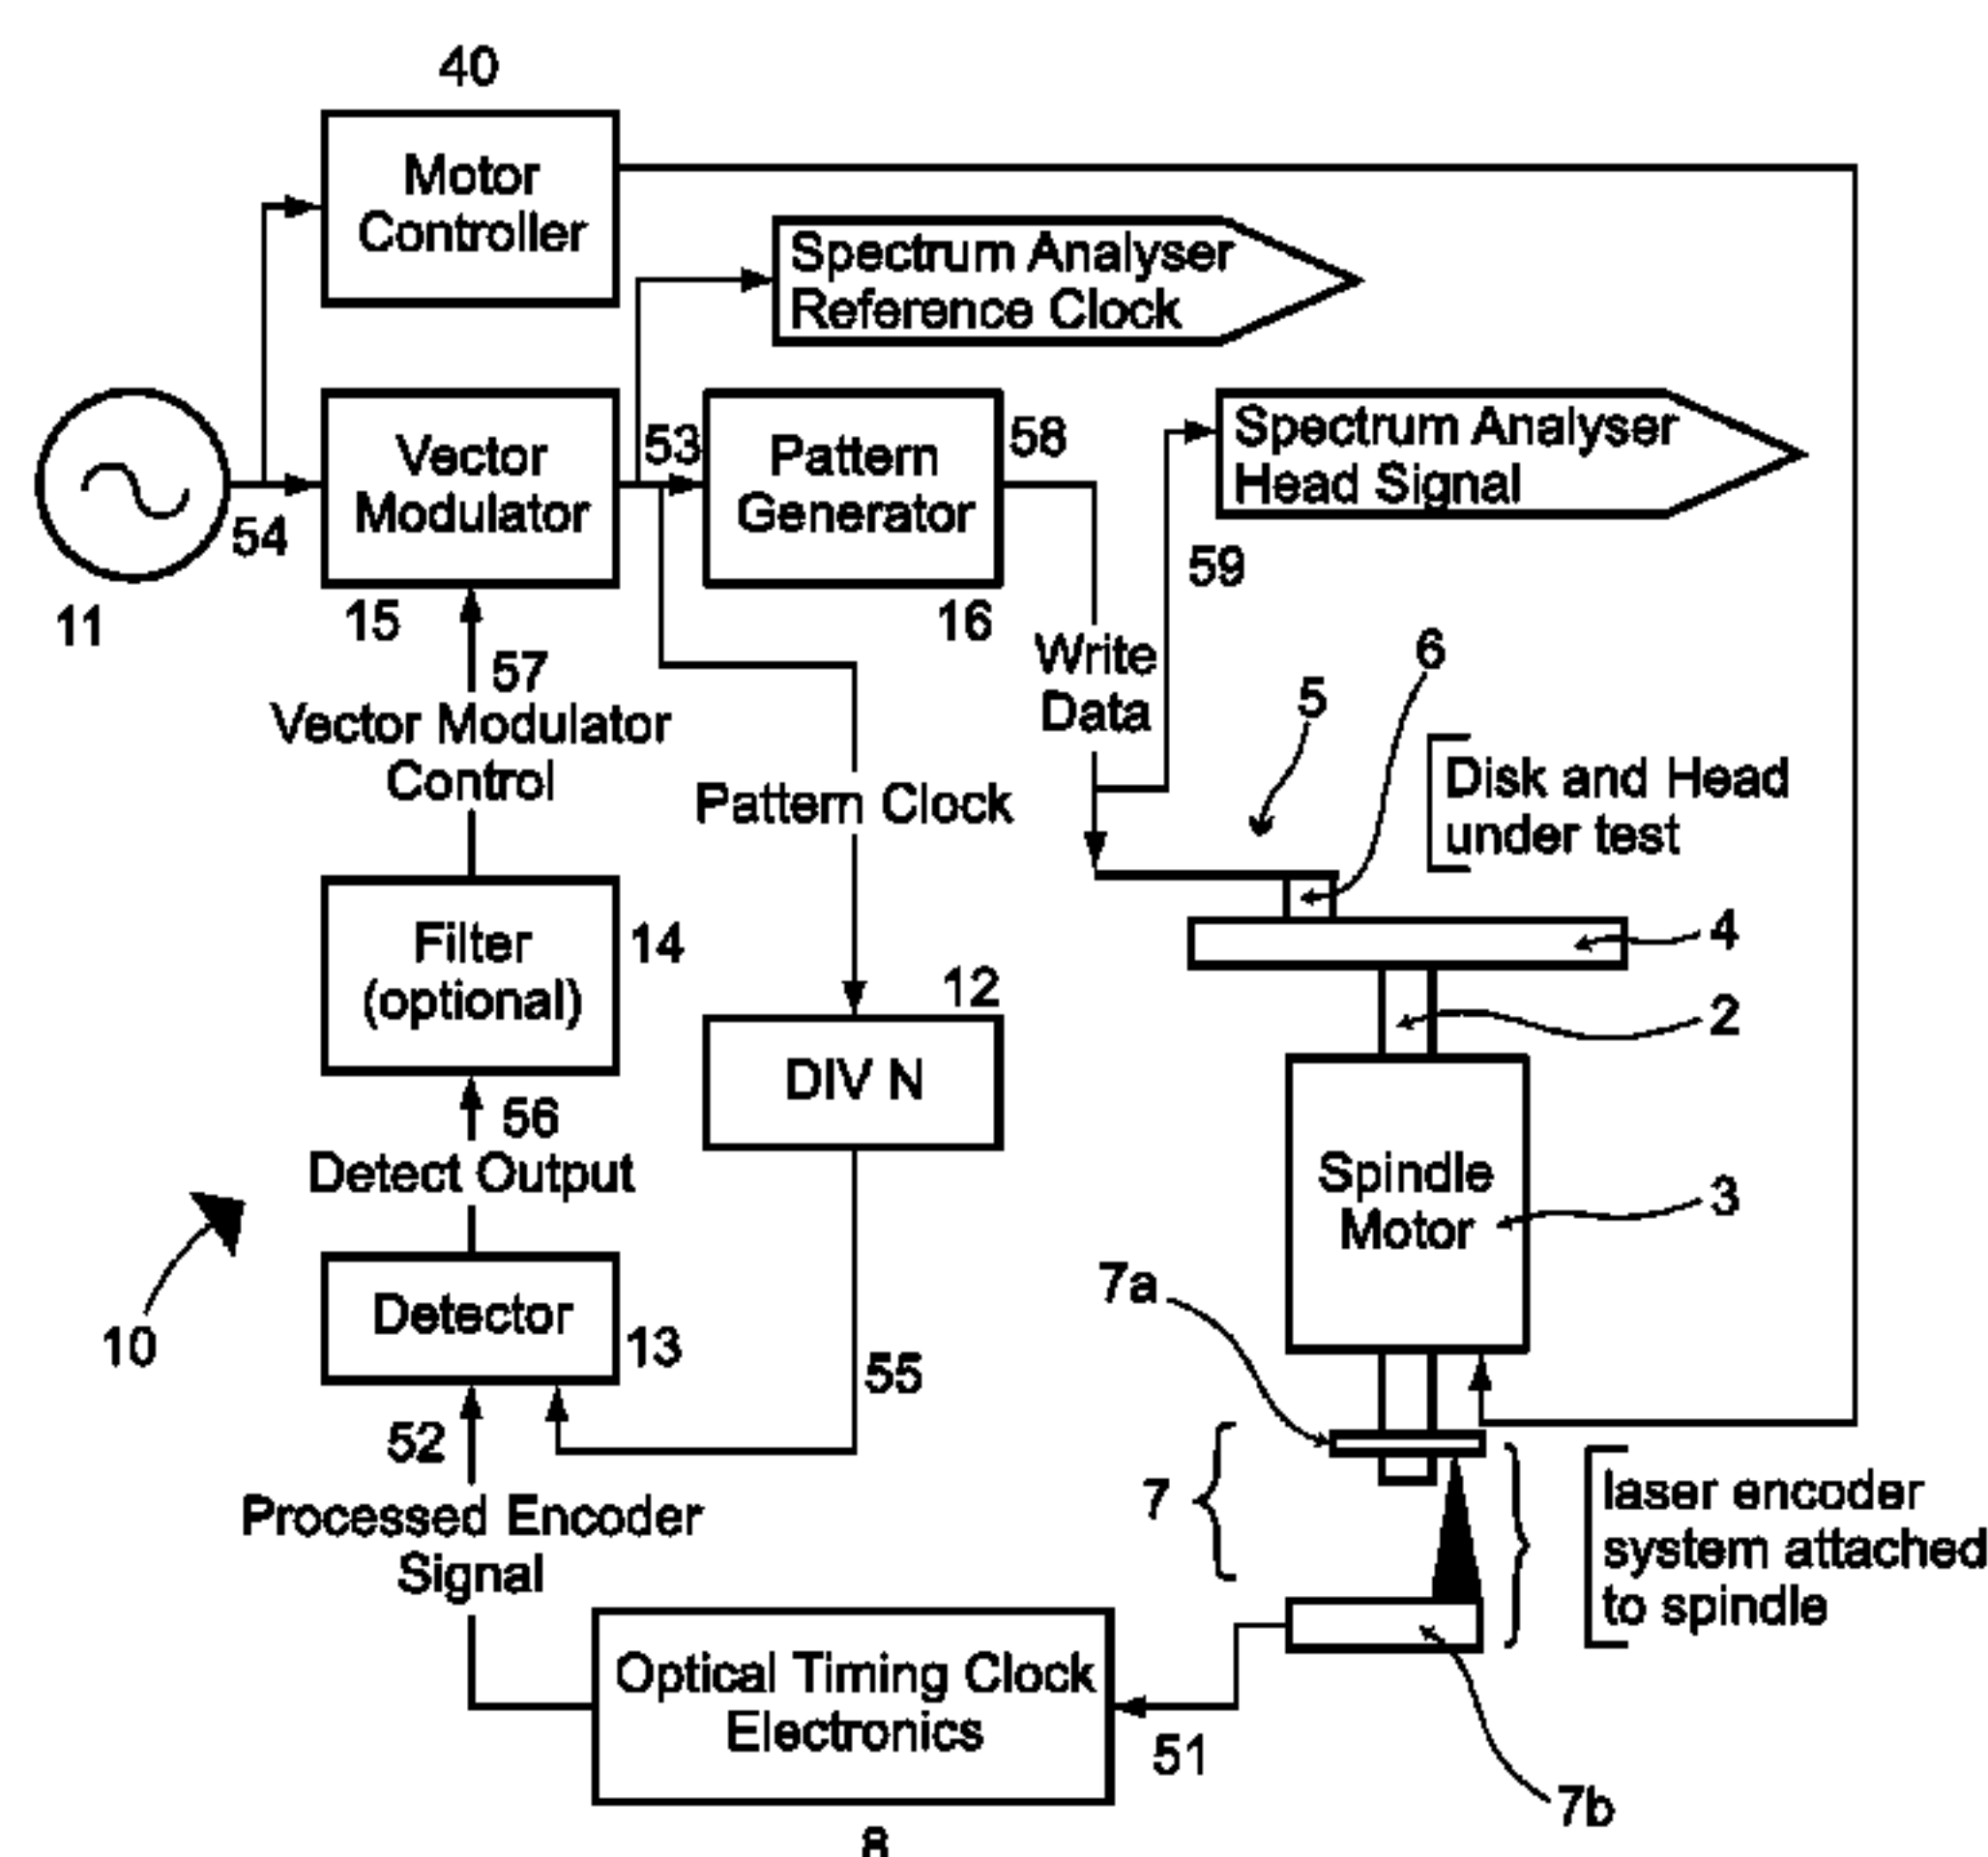 40
Motor
Controller
Spectrum Analyser
Reference Clock
Spectrum Analyser
Head Signal
Vector
Modulator
53
Pattern
Generator
58
54
59
11
15
16
57
Vector Modulator
Control
Write
Data
6
5
Disk and Head
under test
Pattern Clock
Filter
(optional)
14
4
12
2
DIV N
56
Detect Output
Spindle
Motor
3
7a
Detector
13
10
55
52
7
Processed Encoder
Signal
laser encoder
system attached
to spindle
Optical Timing Clock
Electronics
51
7b
8